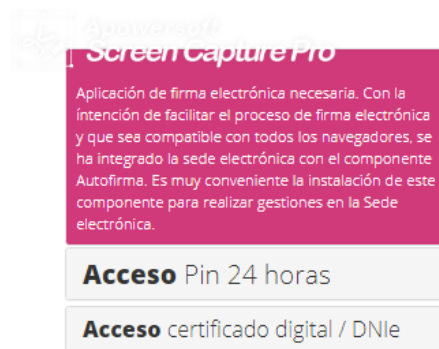 Apowersoft
Screen Capture Pro
Aplicación de firma electrónica necesaria. Con la
intención de facilitar el proceso de firma electrónica
y que sea compatible con todos los navegadores, se
ha integrado la sede electrónica con el componente
Autofirma. Es muy conveniente la instalación de este
componente para realizar gestiones en la Sede
electrónica.
Acceso Pin 24 horas
Acceso certificado digital / DNIe